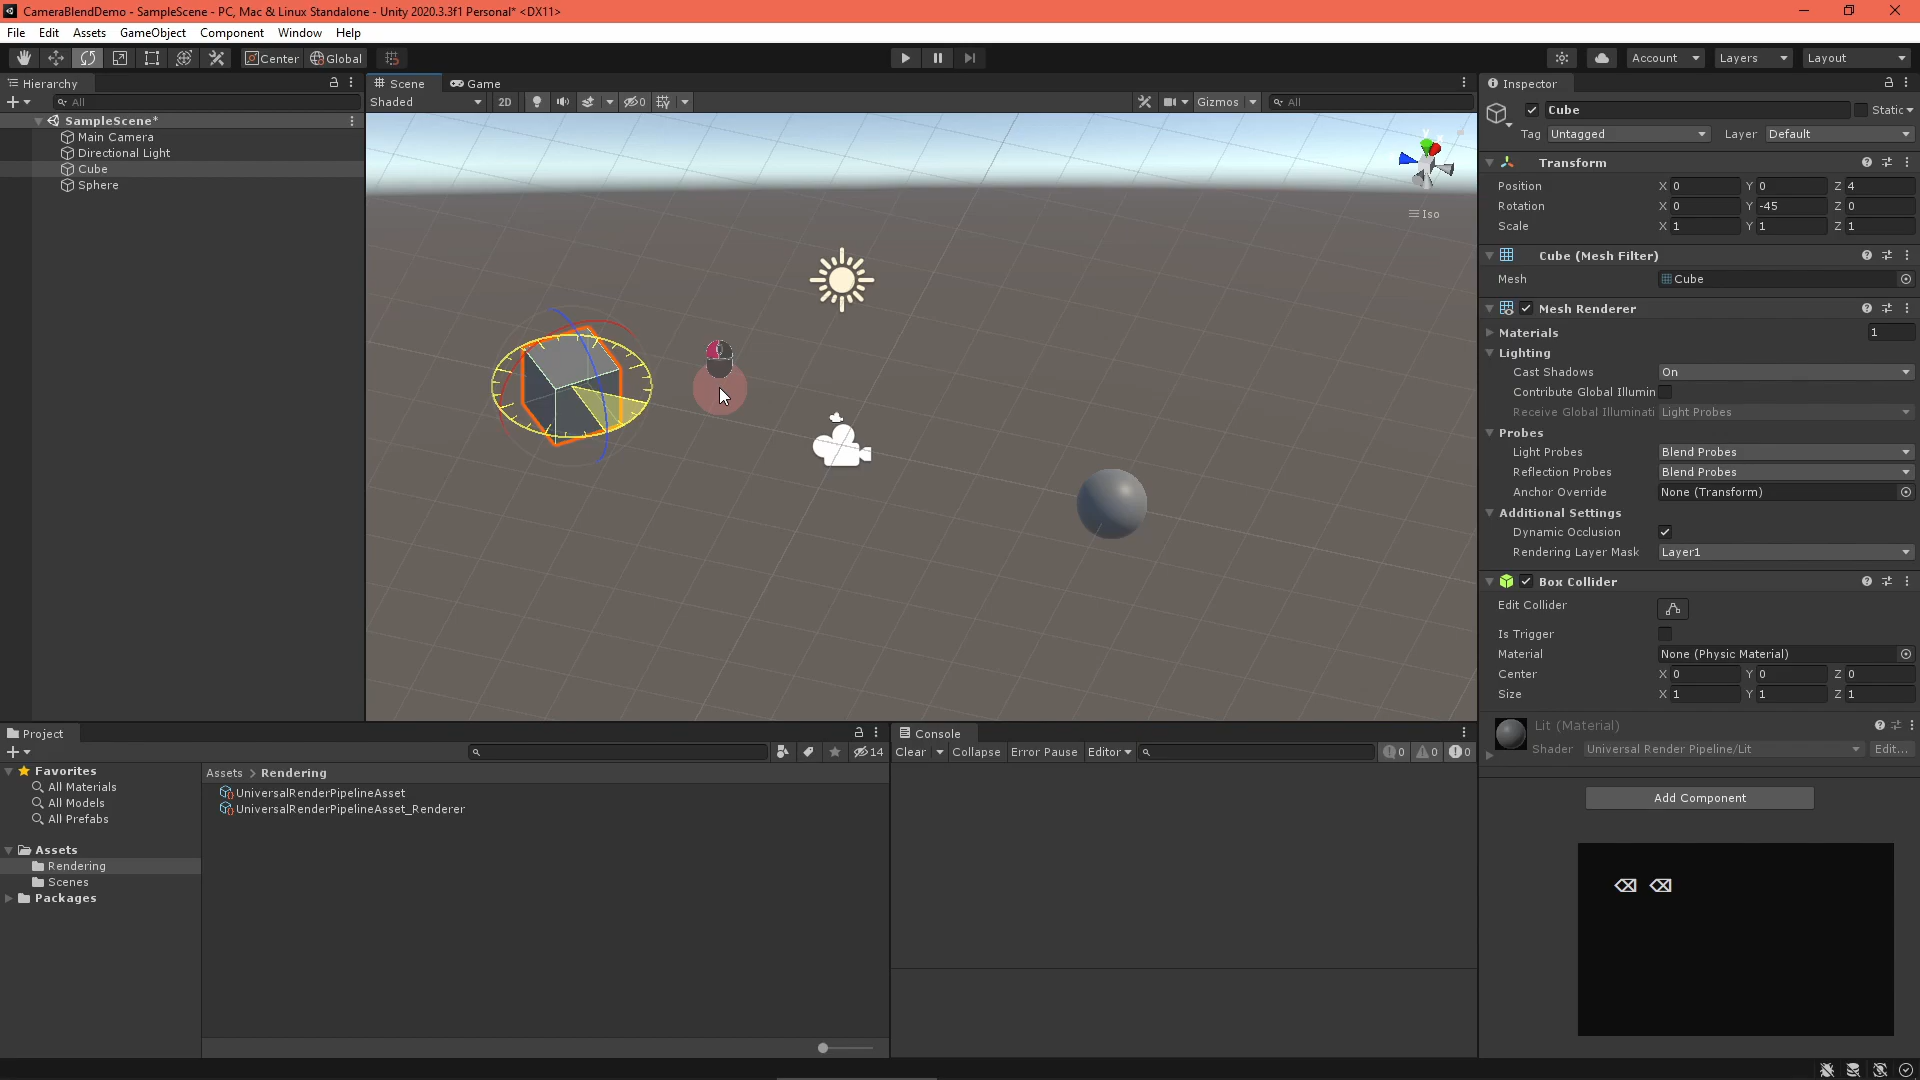 CameraBlendDemo - SampleScene - PC, Mac & Linux Standalone - Unity 2020.3.3f1 Personal* <DX11>
File Edit Assets GameObject Component Window Help
Center Global Account Layers Layout
Hierarchy
All
SampleScene*
Main Camera
Directional Light
Cube
Sphere
Scene Game
Shaded 2D 0 Gizmos All
Y
Iso
Inspector
Cube Static
Tag Untagged Layer Default
Transform
Position X 0 Y 0 Z 4
Rotation X 0 Y -45 Z 0
Scale X 1 Y 1 Z 1
Cube (Mesh Filter)
Mesh Cube
Mesh Renderer
Materials 1
Lighting
Cast Shadows On
Contribute Global Illumin
Receive Global Illuminati Light Probes
Probes
Light Probes Blend Probes
Reflection Probes Blend Probes
Anchor Override None (Transform)
Additional Settings
Dynamic Occlusion
Rendering Layer Mask Layer1
Box Collider
Edit Collider
Is Trigger
Material None (Physic Material)
Center X 0 Y 0 Z 0
Size X 1 Y 1 Z 1
Lit (Material)
Shader Universal Render Pipeline/Lit Edit...
Add Component
Project
14
Favorites
All Materials
All Models
All Prefabs
Assets
Rendering
Scenes
Packages
Assets > Rendering
UniversalRenderPipelineAsset
UniversalRenderPipelineAsset_Renderer
Console
Clear Collapse Error Pause Editor 0 0 0